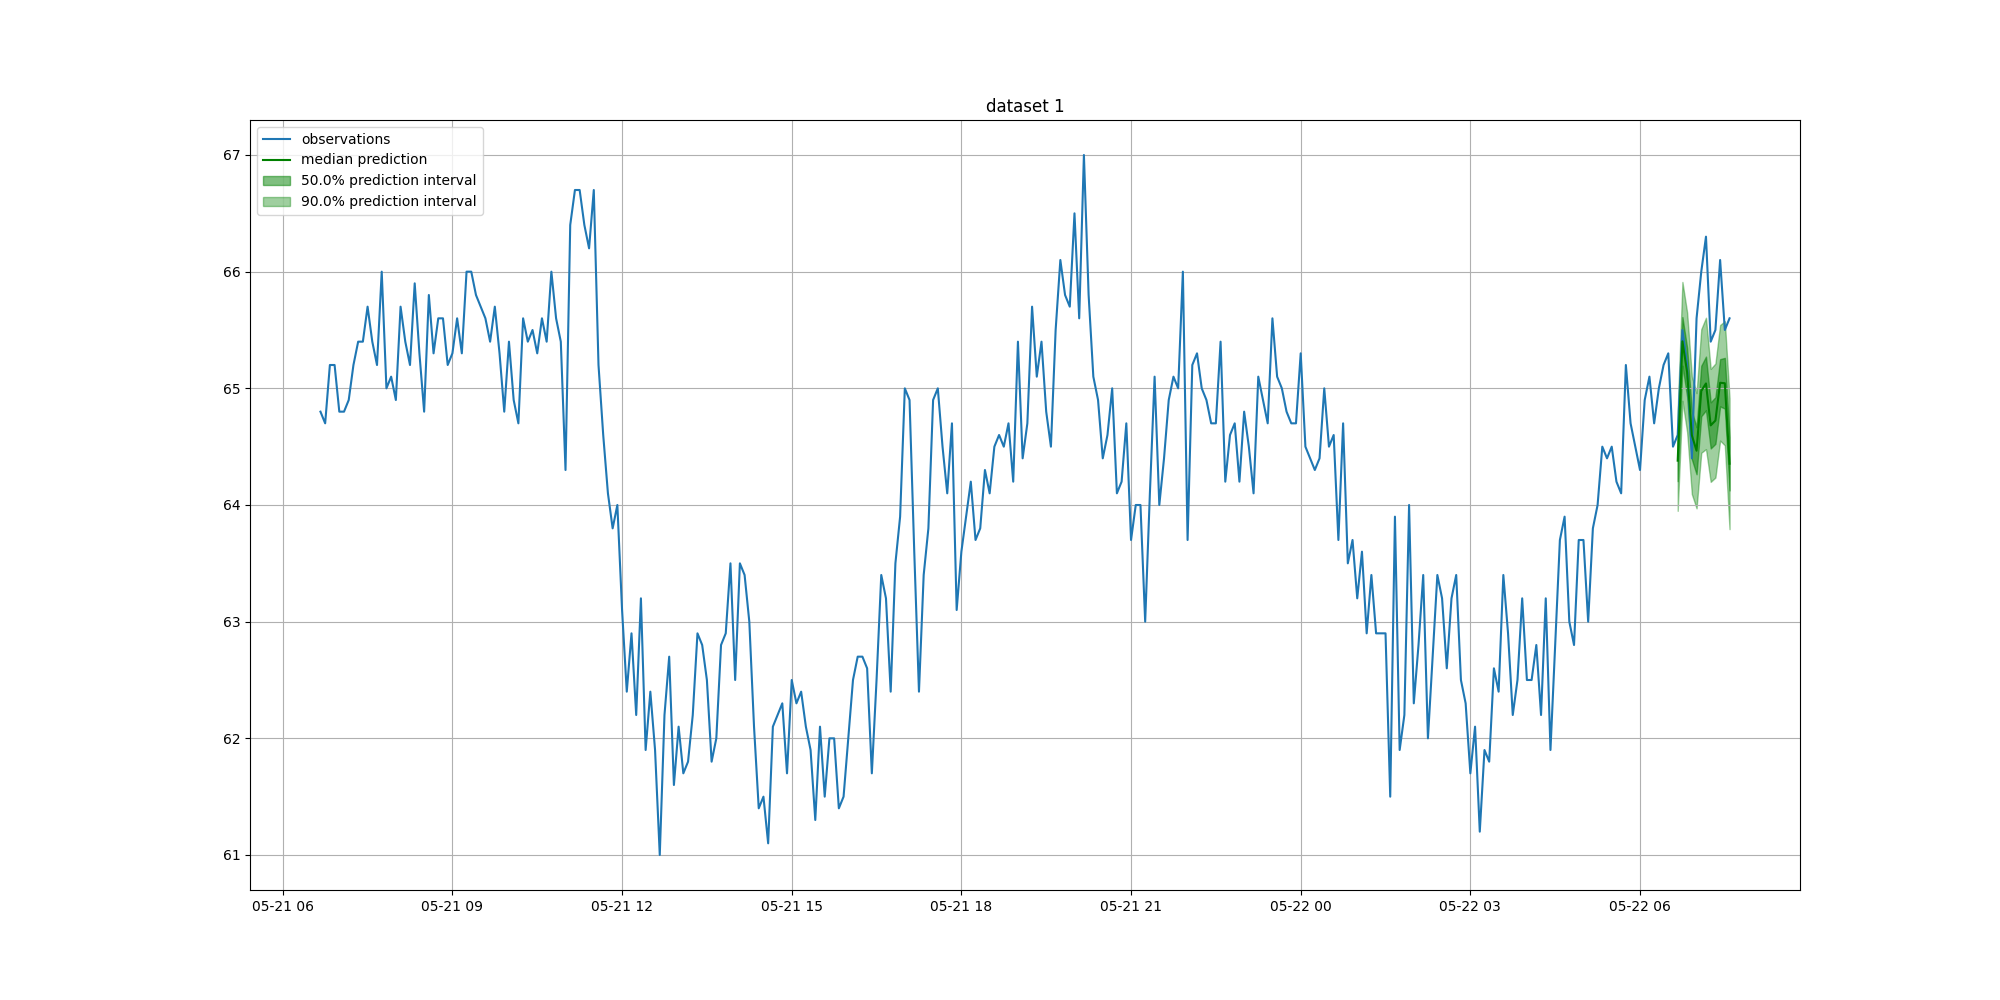 dataset 1
observations
median prediction
50.0% prediction interval
90.0% prediction interval
67
66
65
64
63
62
61
05-21 06 05-21 09 05-21 12 05-21 15 05-21 18 05-21 21 05-22 00 05-22 03 05-22 06